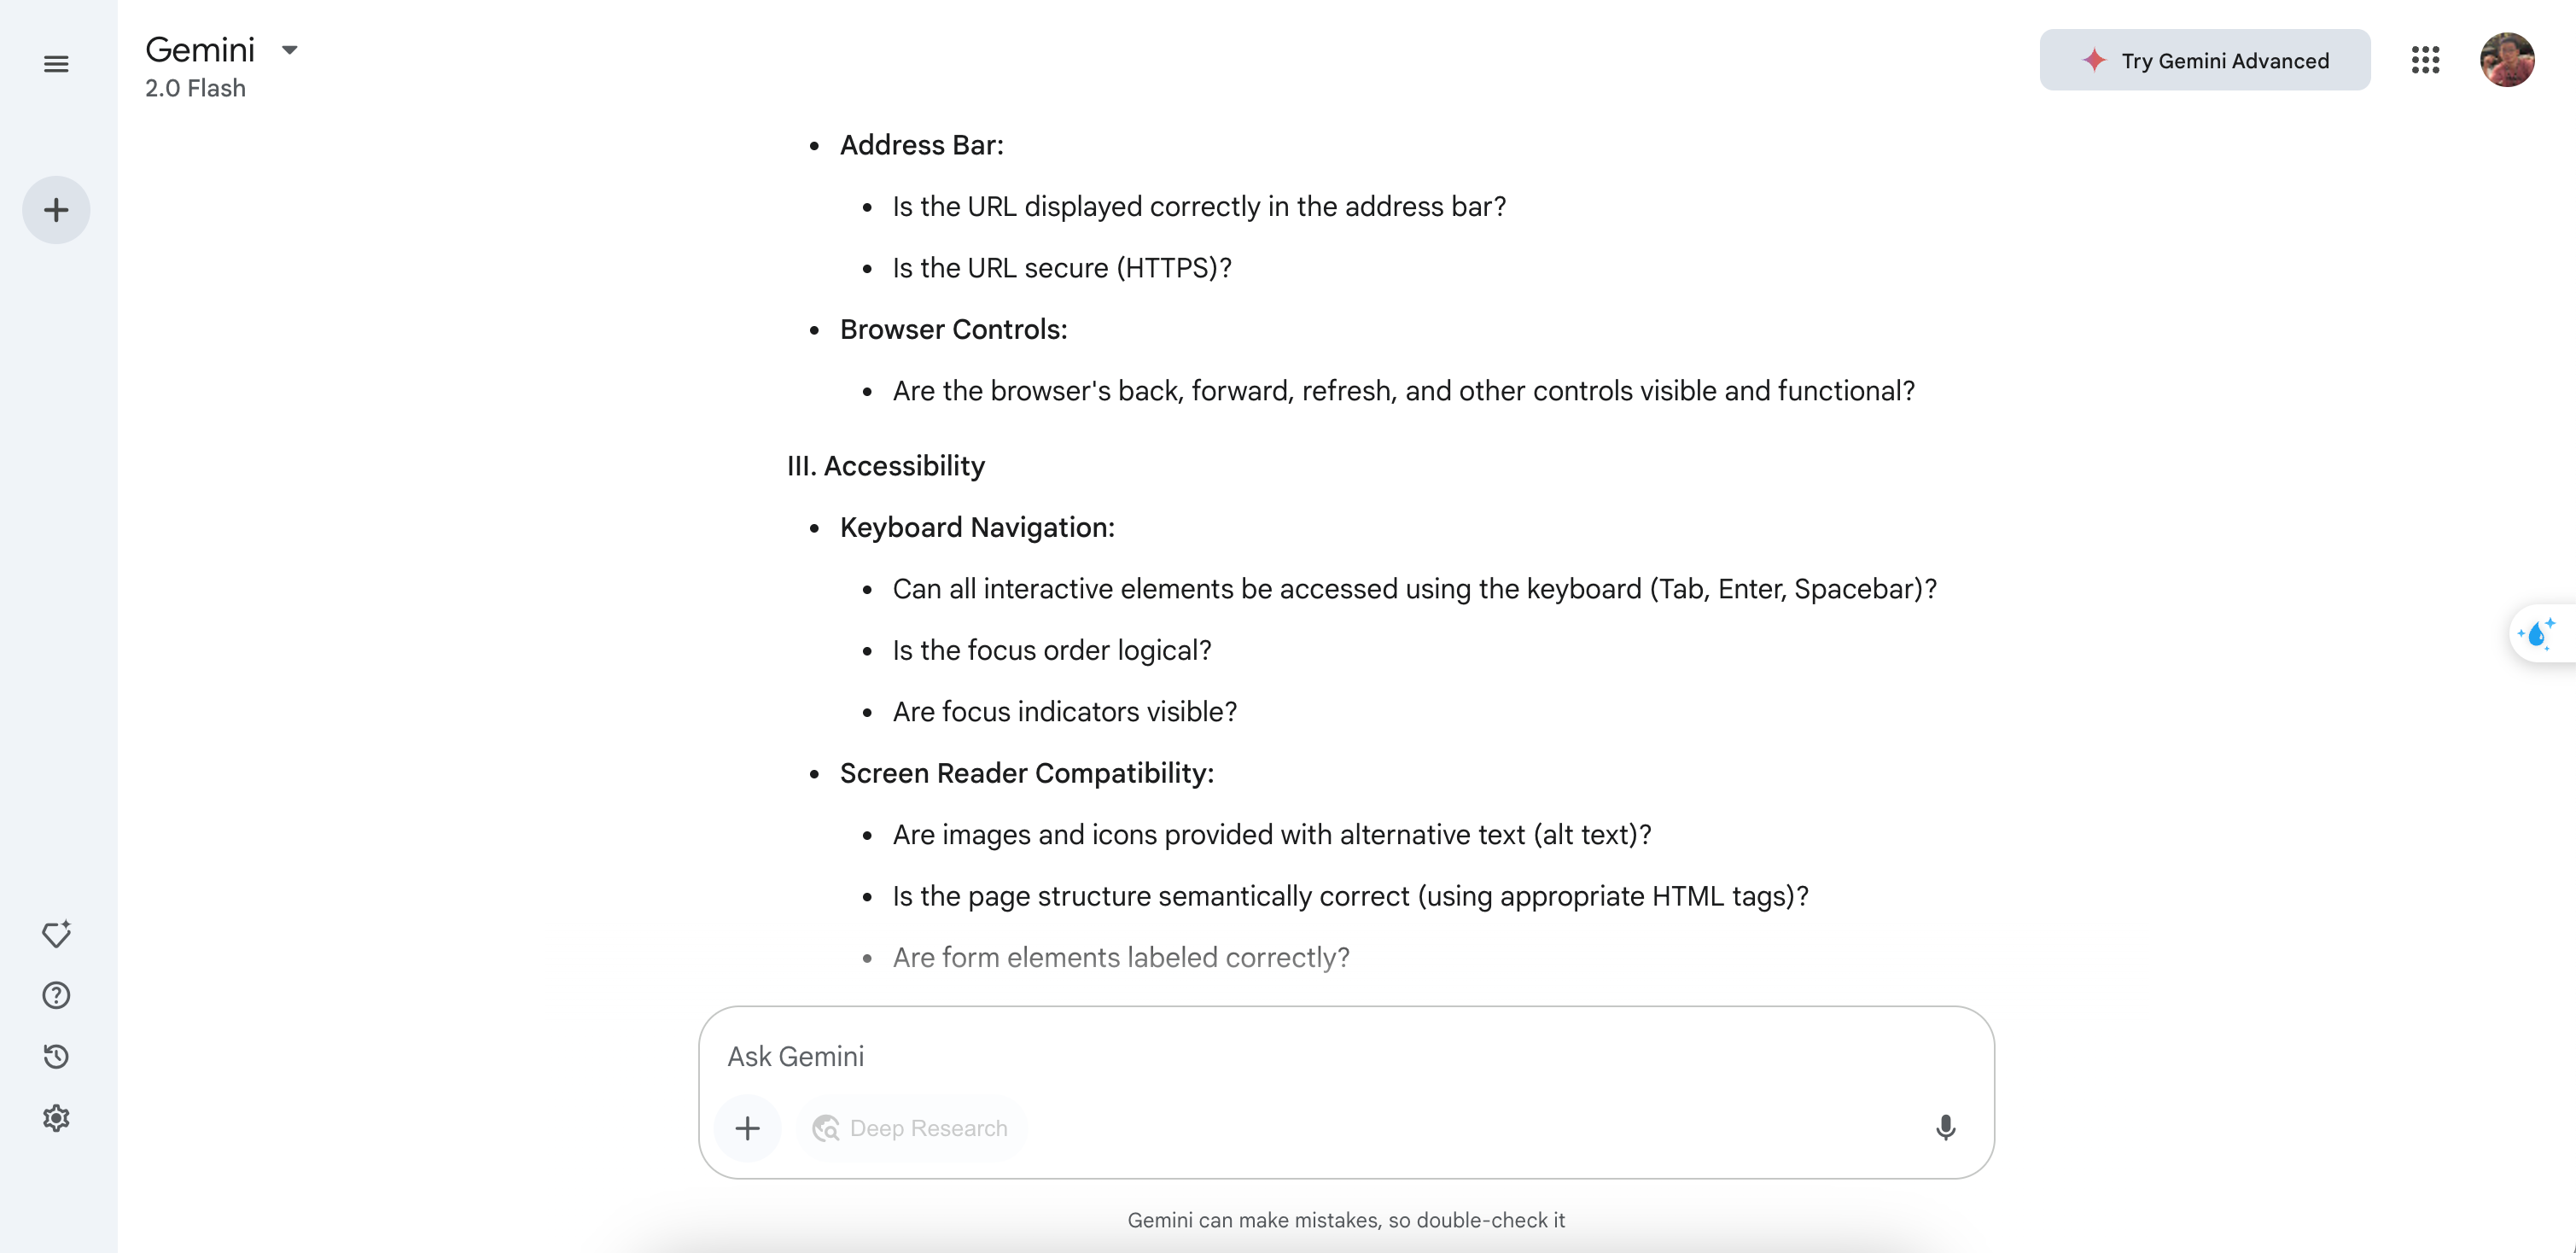 Gemini
2.0 Flash
Try Gemini Advanced
Address Bar:
Is the URL displayed correctly in the address bar?
Is the URL secure (HTTPS)?
Browser Controls:
Are the browser's back, forward, refresh, and other controls visible and functional?
III. Accessibility
Keyboard Navigation:
Can all interactive elements be accessed using the keyboard (Tab, Enter, Spacebar)?
Is the focus order logical?
Are focus indicators visible?
Screen Reader Compatibility:
Are images and icons provided with alternative text (alt text)?
Is the page structure semantically correct (using appropriate HTML tags)?
Are form elements labeled correctly?
Ask Gemini
Deep Research
Gemini can make mistakes, so double-check it